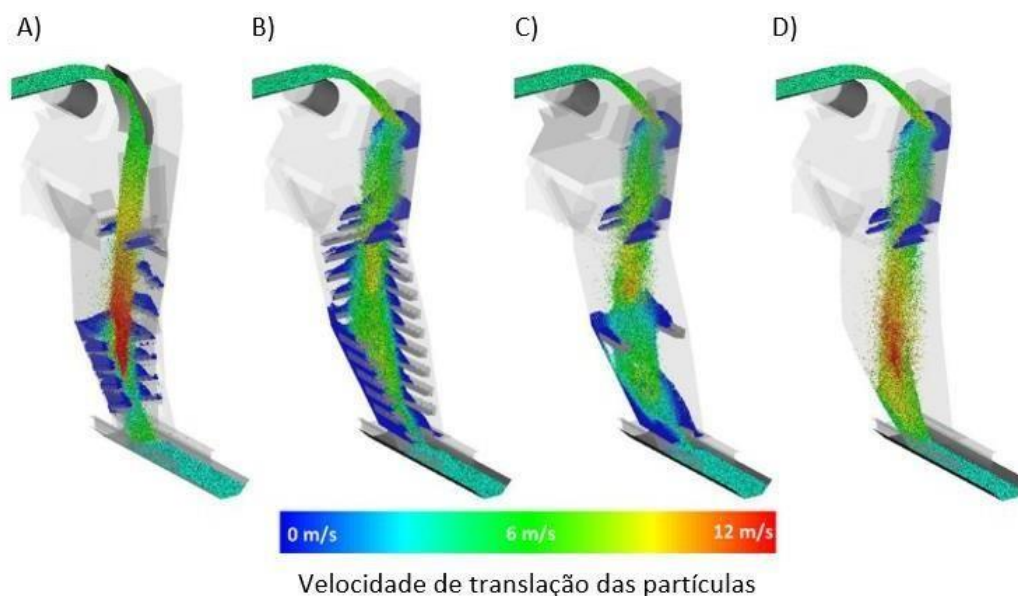 A) B) C) D)
0 m/s 6 m/s 12 m/s
Velocidade de translação das partículas